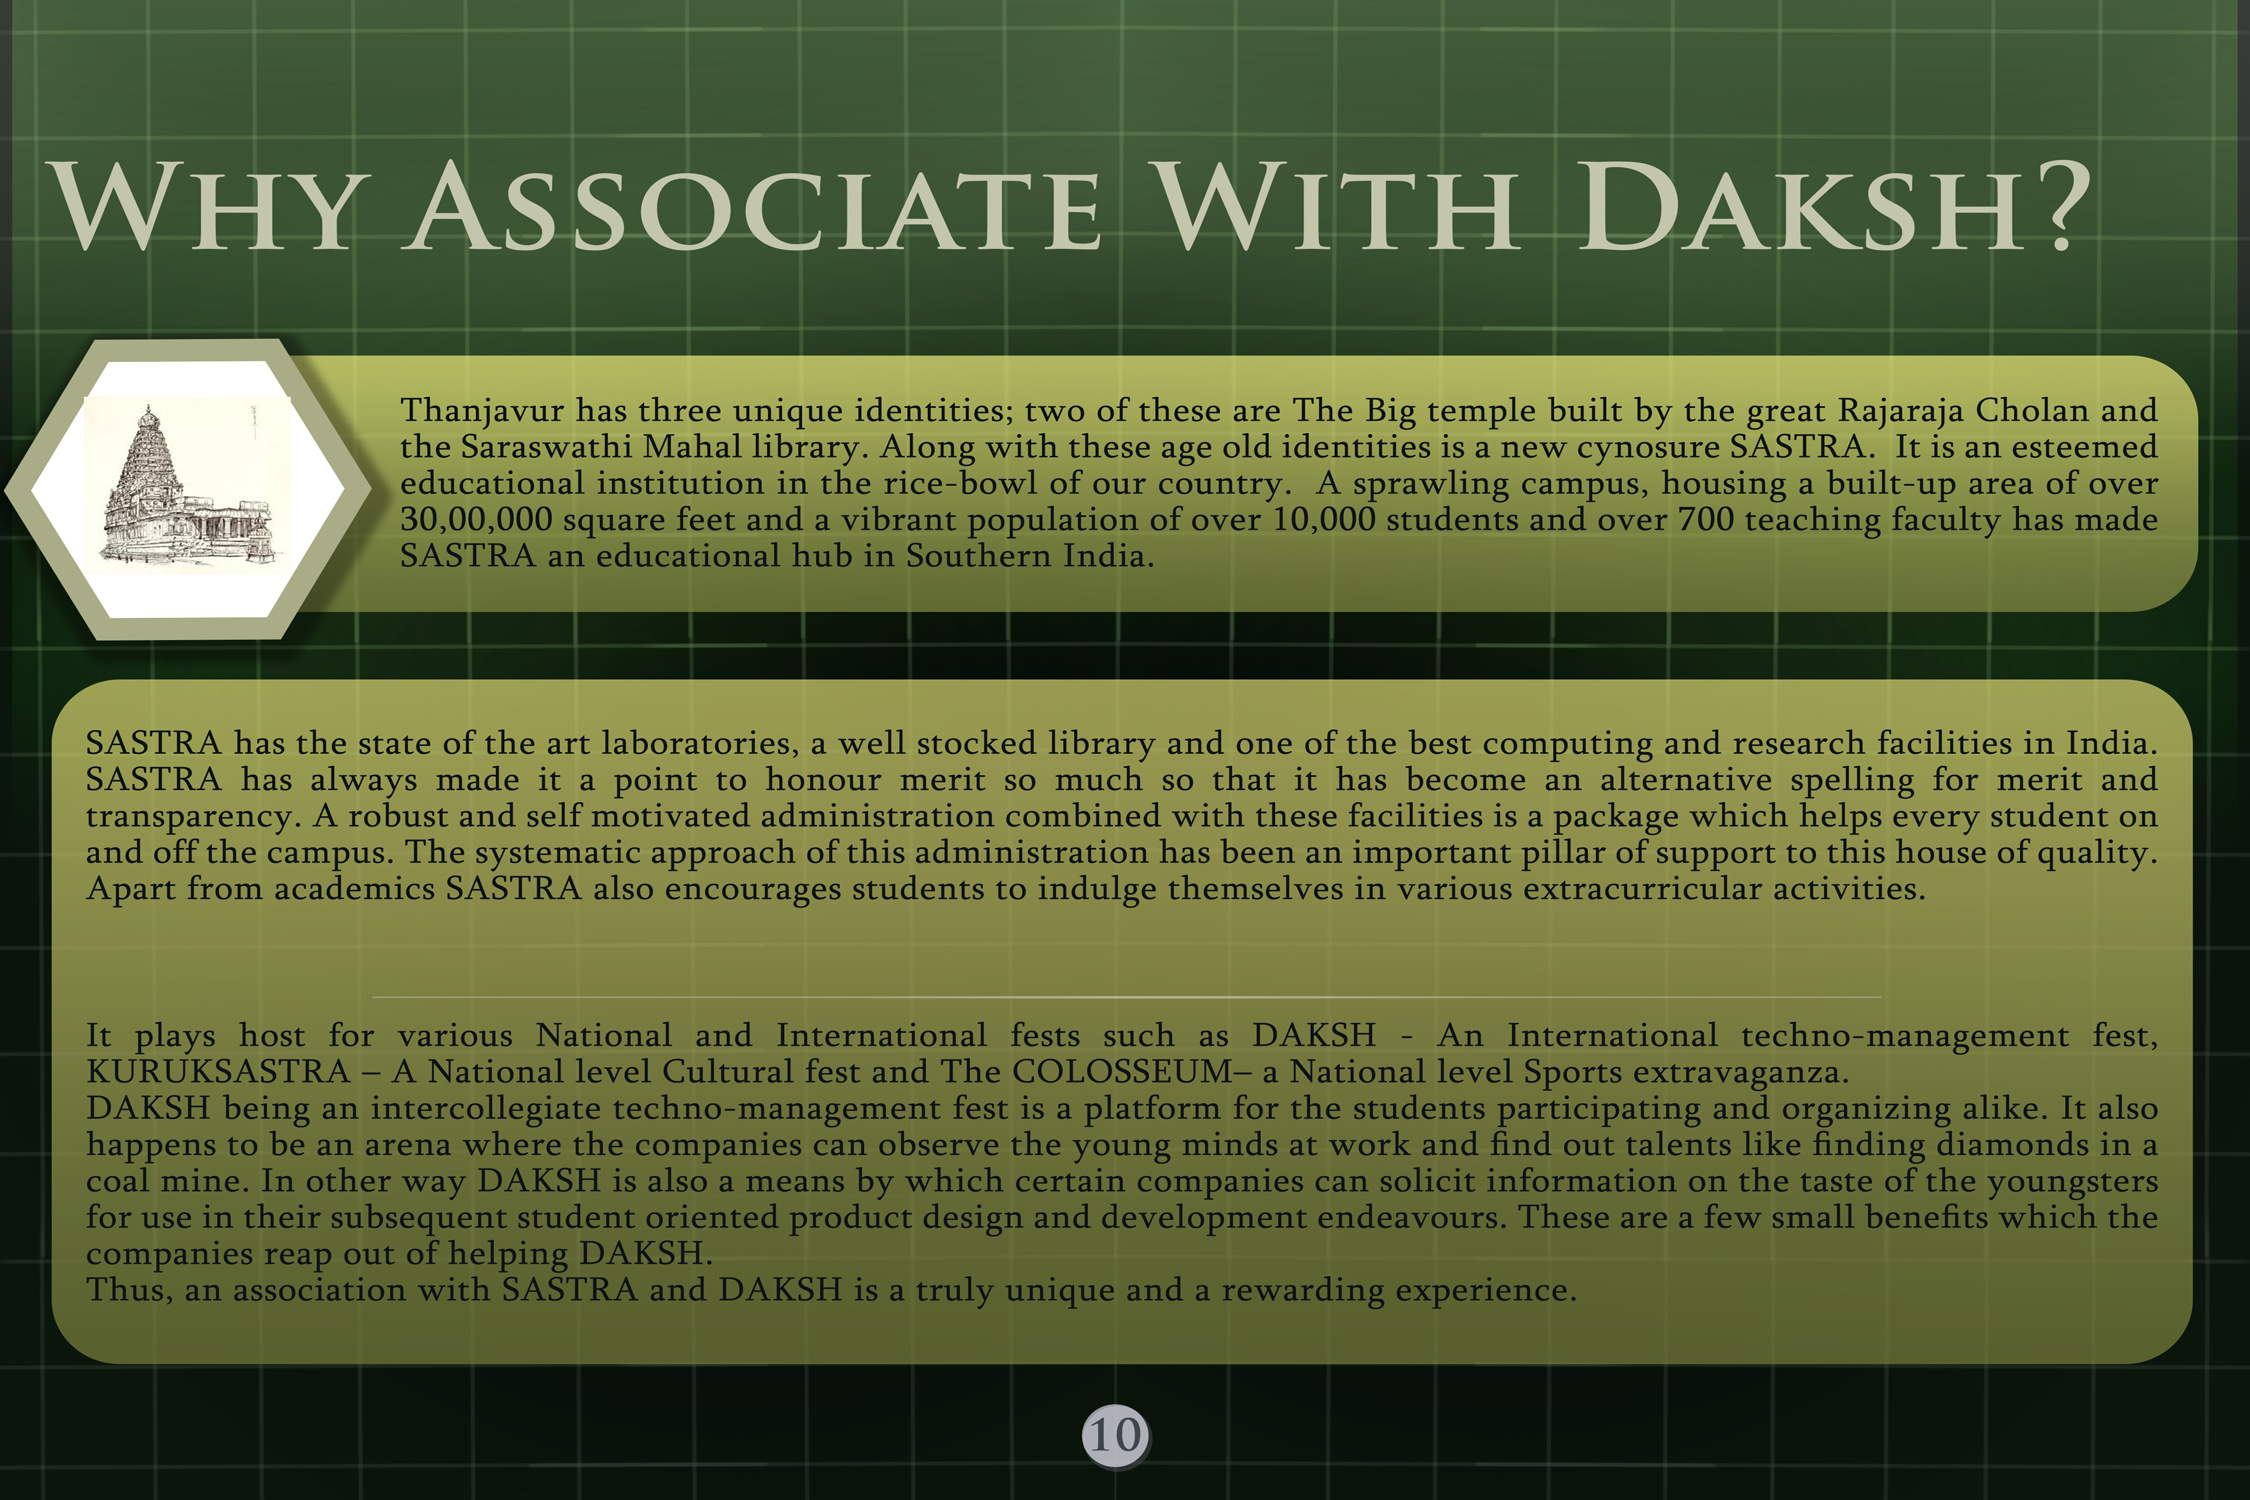 WHY ASSOCIATE WITH DAKSH?
Thanjavur has three unique identities; two of these are The Big temple built by the great Rajaraja Cholan and
the Saraswathi Mahal library. Along with these age old identities is a new cynosure SASTRA.  It is an esteemed
educational institution in the rice-bowl of our country.  A sprawling campus, housing a built-up area of over
30,00,000 square feet and a vibrant population of over 10,000 students and over 700 teaching faculty has made
SASTRA an educational hub in Southern India.
SASTRA has the state of the art laboratories, a well stocked library and one of the best computing and research facilities in India.
SASTRA has always made it a point to honour merit so much so that it has become an alternative spelling for merit and
transparency. A robust and self motivated administration combined with these facilities is a package which helps every student on
and off the campus. The systematic approach of this administration has been an important pillar of support to this house of quality.
Apart from academics SASTRA also encourages students to indulge themselves in various extracurricular activities.
It plays host for various National and International fests such as DAKSH - An International techno-management fest,
KURUKSASTRA – A National level Cultural fest and The COLOSSEUM– a National level Sports extravaganza.
DAKSH being an intercollegiate techno-management fest is a platform for the students participating and organizing alike. It also
happens to be an arena where the companies can observe the young minds at work and find out talents like finding diamonds in a
coal mine. In other way DAKSH is also a means by which certain companies can solicit information on the taste of the youngsters
for use in their subsequent student oriented product design and development endeavours. These are a few small benefits which the
companies reap out of helping DAKSH.
Thus, an association with SASTRA and DAKSH is a truly unique and a rewarding experience.
10